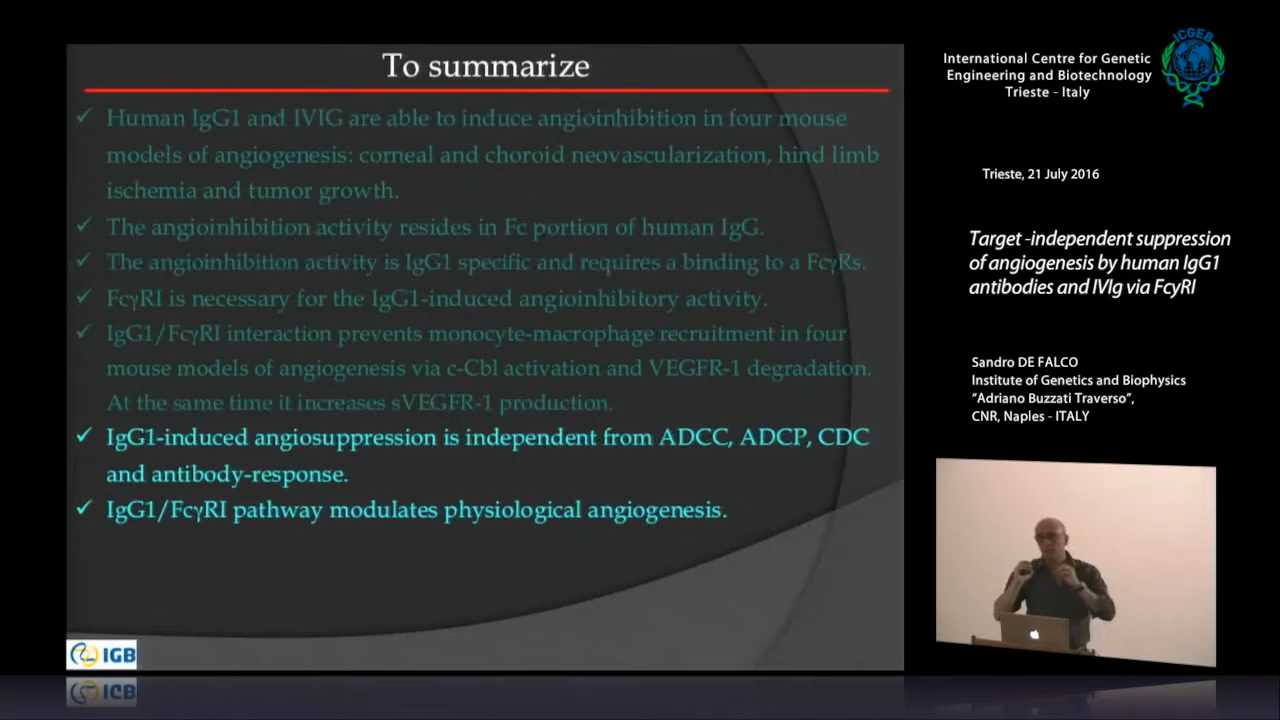 To summarize
✓ Human IgG1 and IVIG are able to induce angioinhibition in four mouse
models of angiogenesis: corneal and choroid neovascularization, hind limb
ischemia and tumor growth.
✓ The angioinhibition activity resides in Fc portion of human IgG.
✓ The angioinhibition activity is IgG1 specific and requires a binding to a FcγRs.
✓ FcγRI is necessary for the IgG1-induced angioinhibitory activity.
✓ IgG1/FcγRI interaction prevents monocyte-macrophage recruitment in four
mouse models of angiogenesis via c-Cbl activation and VEGFR-1 degradation.
At the same time it increases sVEGFR-1 production.
✓ IgG1-induced angiosuppression is independent from ADCC, ADCP, CDC
and antibody-response.
✓ IgG1/FcγRI pathway modulates physiological angiogenesis.
IGB
ICGEB
International Centre for Genetic
Engineering and Biotechnology
Trieste - Italy
Trieste, 21 July 2016
Target -independent suppression
of angiogenesis by human IgG1
antibodies and IVIg via FcyRI
Sandro DE FALCO
Institute of Genetics and Biophysics
“Adriano Buzzati Traverso”,
CNR, Naples - ITALY